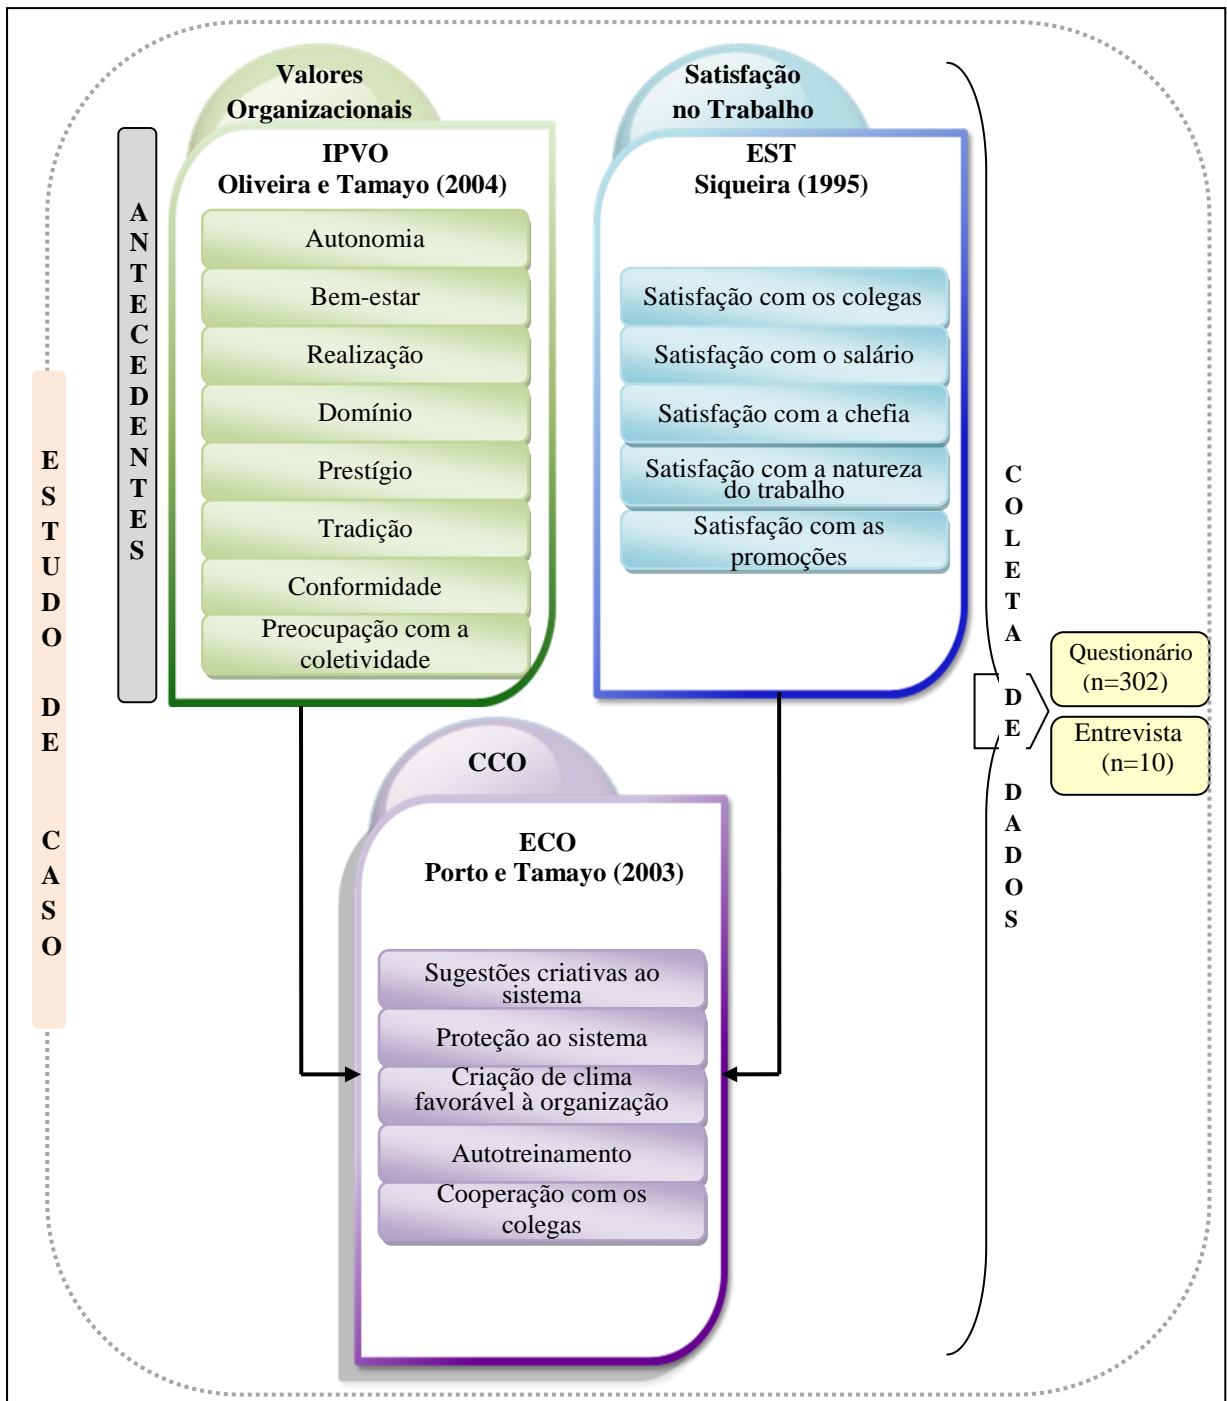 Valores
Organizacionais
IPVO
Oliveira e Tamayo (2004)
Autonomia
Bem-estar
Realização
Domínio
Prestígio
Tradição
Conformidade
Preocupação com a
coletividade
Satisfação
no Trabalho
EST
Siqueira (1995)
Satisfação com os colegas
Satisfação com o salário
Satisfação com a chefia
Satisfação com a natureza
do trabalho
Satisfação com as
promoções
ANTECEDENTES
ESTUDO DE CASO
CCO
ECO
Porto e Tamayo (2003)
Sugestões criativas ao
sistema
Proteção ao sistema
Criação de clima
favorável à organização
Autotreinamento
Cooperação com os
colegas
COLETA DE DADOS
Questionário
(n=302)
Entrevista
(n=10)